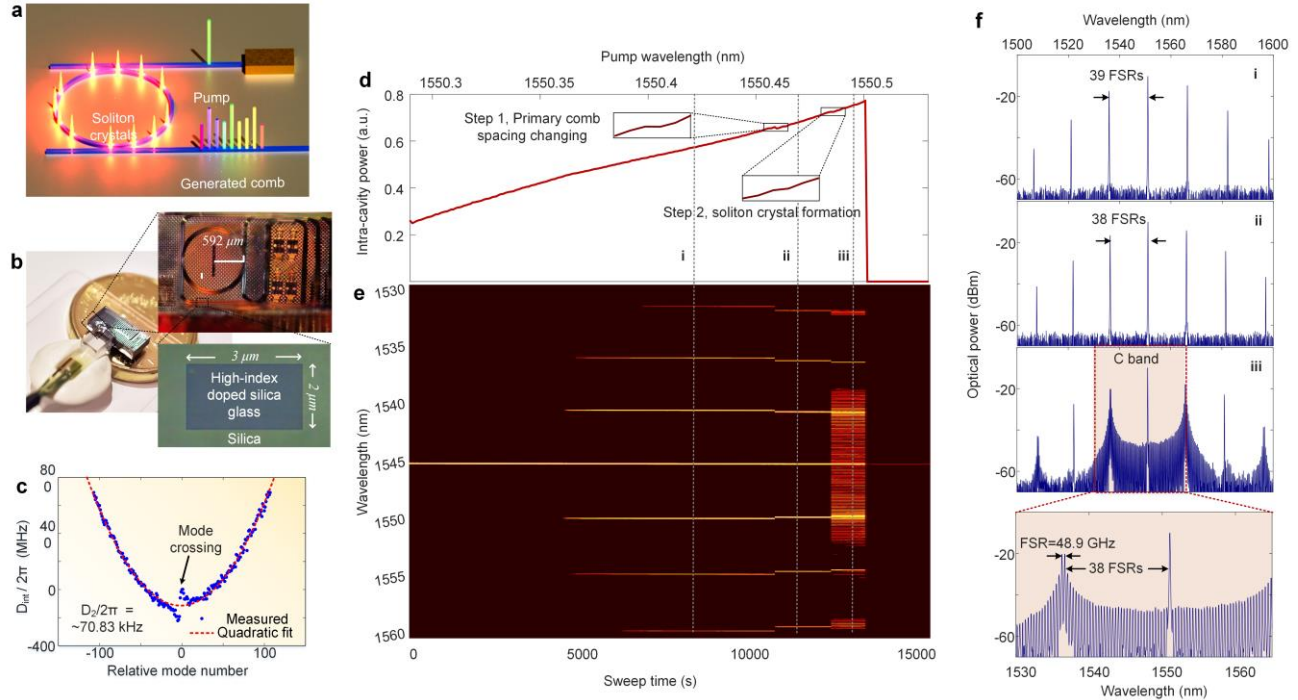 a
Pump
Soliton
crystals
Generated comb
b
592 μm
3 μm
High-index
doped silica
glass
2 μm
Silica
c
80
0
40
0
0
-400
D_int / 2π (MHz)
Mode
crossing
D₂/2π =
~70.83 kHz
Measured
Quadratic fit
-100
0
100
Relative mode number
d
Pump wavelength (nm)
1550.3
1550.35
1550.4
1550.45
1550.5
0.8
0.6
0.4
0.2
0
Intra-cavity power (a.u.)
Step 1, Primary comb
spacing changing
Step 2, soliton crystal formation
i
ii
iii
e
1530
1535
1540
1545
1550
1555
1560
Wavelength (nm)
0
5000
10000
15000
Sweep time (s)
f
Wavelength (nm)
1500
1520
1540
1560
1580
1600
i
39 FSRs
-20
-60
ii
38 FSRs
-20
-60
C band
iii
-20
-60
Optical power (dBm)
FSR=48.9 GHz
38 FSRs
-20
-60
1530
1540
1550
1560
Wavelength (nm)